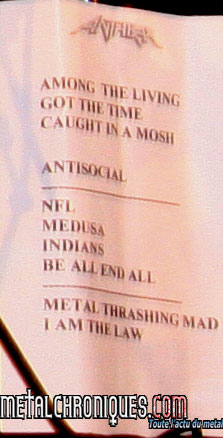 ANTHRAX
AMONG THE LIVING
GOT THE TIME
CAUGHT IN A MOSH
ANTISOCIAL
NFL
MEDUSA
INDIANS
BE ALL END ALL
METAL THRASHING MAD
I AM THE LAW
METALCHRONIQUES.COM
Toute l'actu du metal